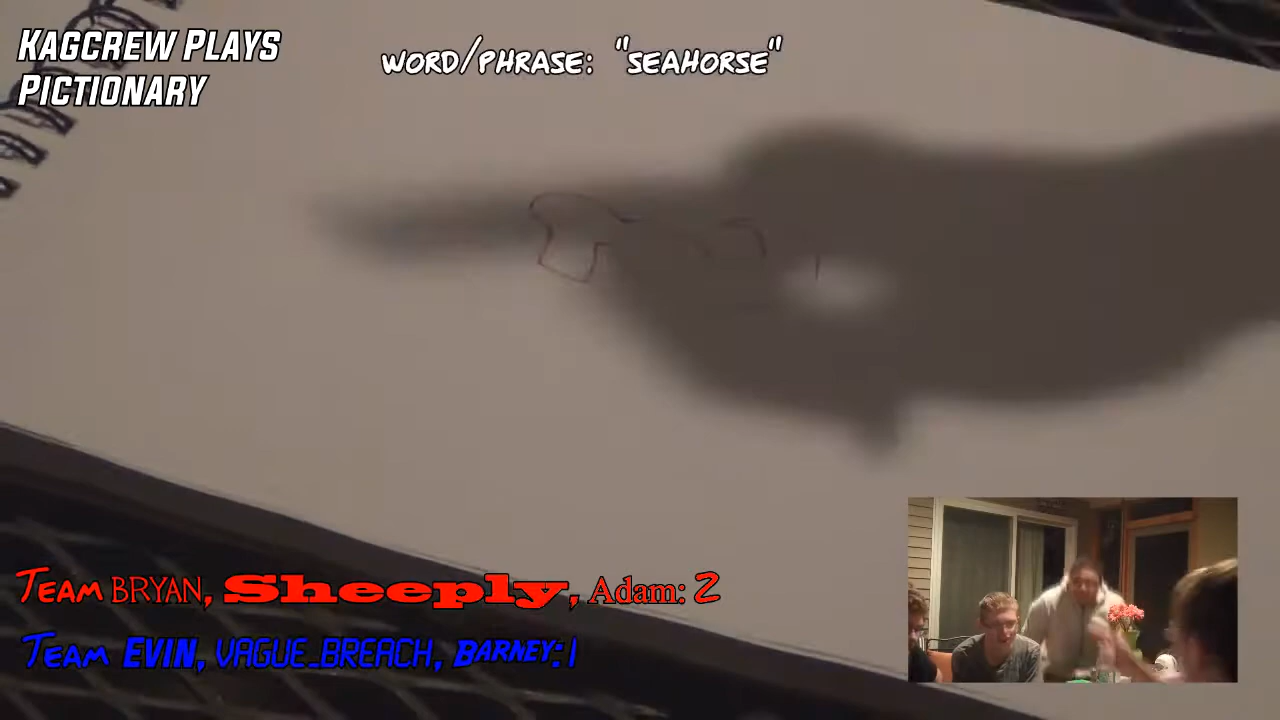 KAGCREW PLAYS
PICTIONARY
WORD/PHRASE: "SEAHORSE"
TEAM BRYAN, Sheeply, Adam: 2
TEAM EVIN, VAGUE_BREACH, BARNEY: 1